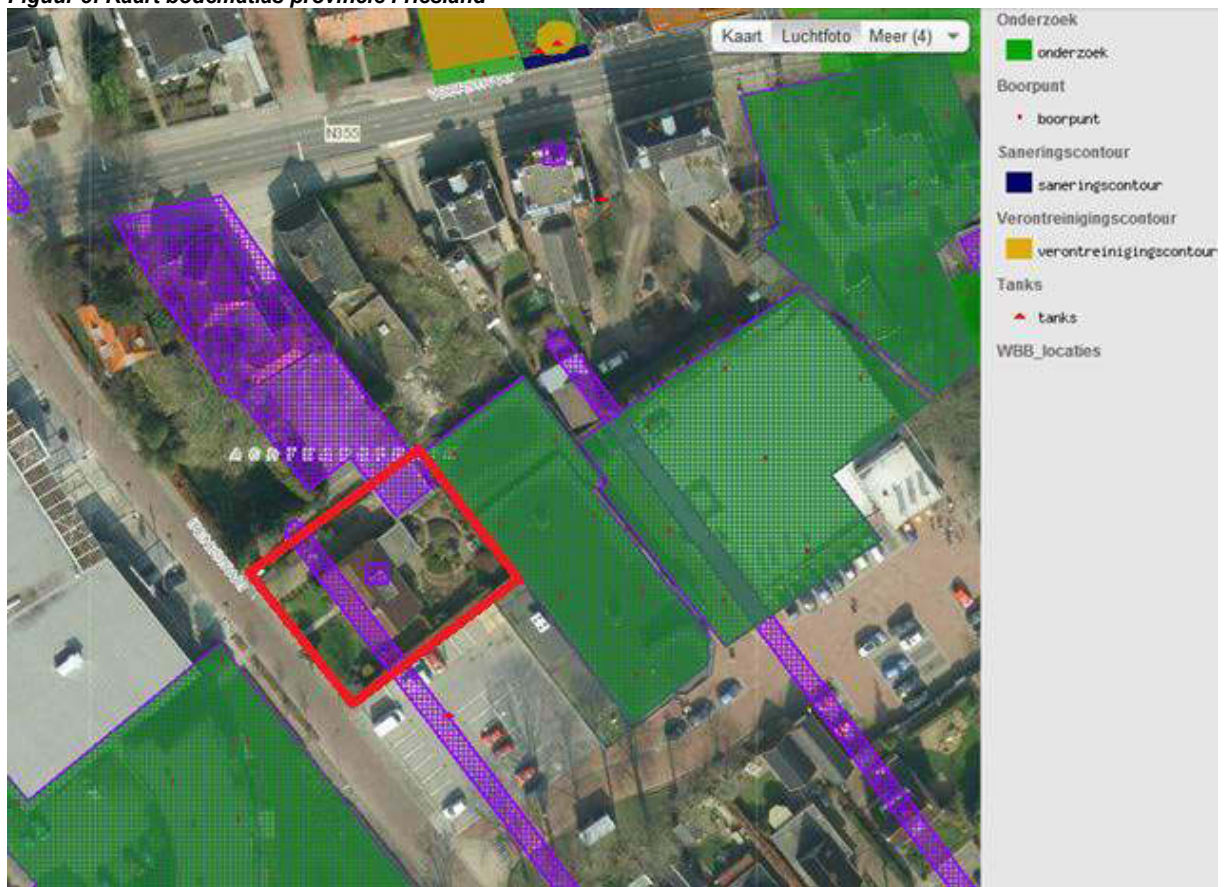 Kaart Luchtfoto Meer (4)
N355
Onderzoek
onderzoek
Boorpunt
boorpunt
Saneringscontour
saneringscontour
Verontreinigingscontour
verontreinigingscontour
Tanks
tanks
WBB_locaties